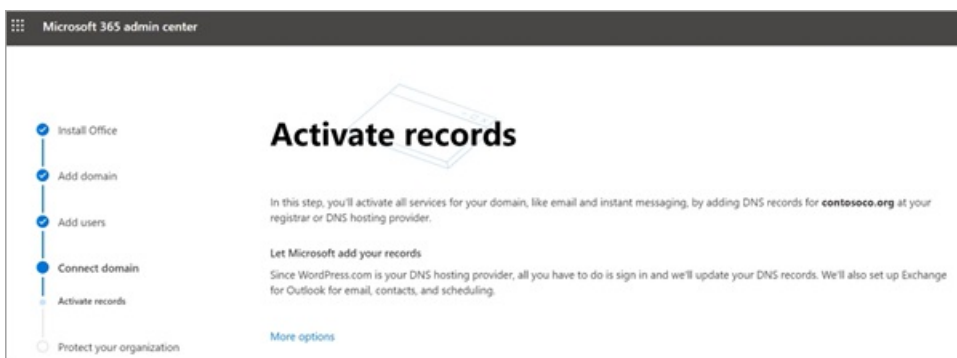 Microsoft 365 admin center
Install Office
Add domain
Add users
Connect domain
Activate records
Protect your organization
Activate records
In this step, you'll activate all services for your domain, like email and instant messaging, by adding DNS records for contosoco.org at your
registrar or DNS hosting provider.
Let Microsoft add your records
Since WordPress.com is your DNS hosting provider, all you have to do is sign in and we'll update your DNS records. We'll also set up Exchange
for Outlook for email, contacts, and scheduling.
More options